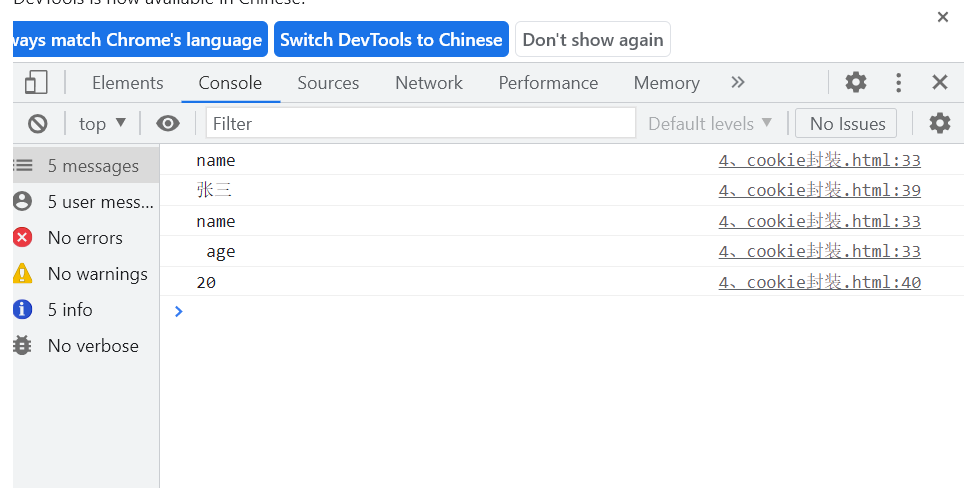 DevTools is now available in Chinese!
ways match Chrome's language Switch DevTools to Chinese Don't show again
Elements Console Sources Network Performance Memory
top Filter Default levels No Issues
5 messages
5 user mess...
No errors
No warnings
5 info
No verbose
name 4、cookie封装.html:33
张三 4、cookie封装.html:39
name 4、cookie封装.html:33
age 4、cookie封装.html:33
20 4、cookie封装.html:40